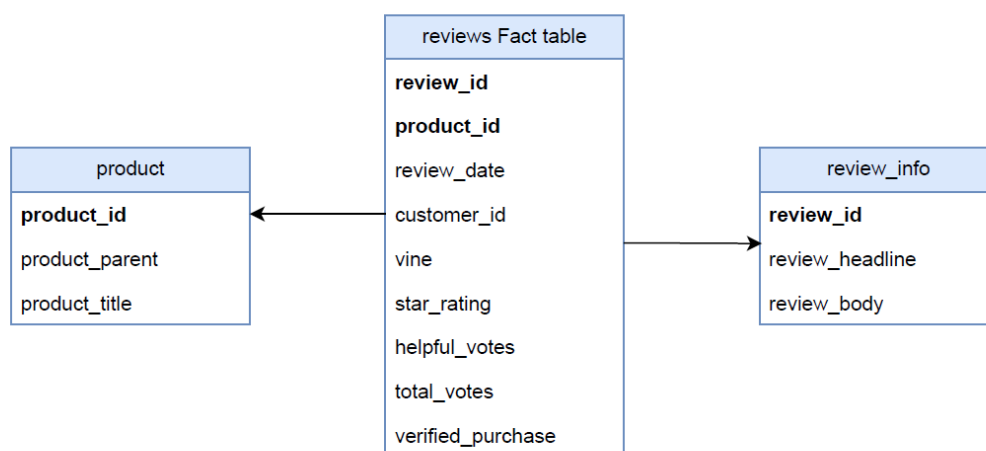 product
product_id
product_parent
product_title
reviews Fact table
review_id
product_id
review_date
customer_id
vine
star_rating
helpful_votes
total_votes
verified_purchase
review_info
review_id
review_headline
review_body